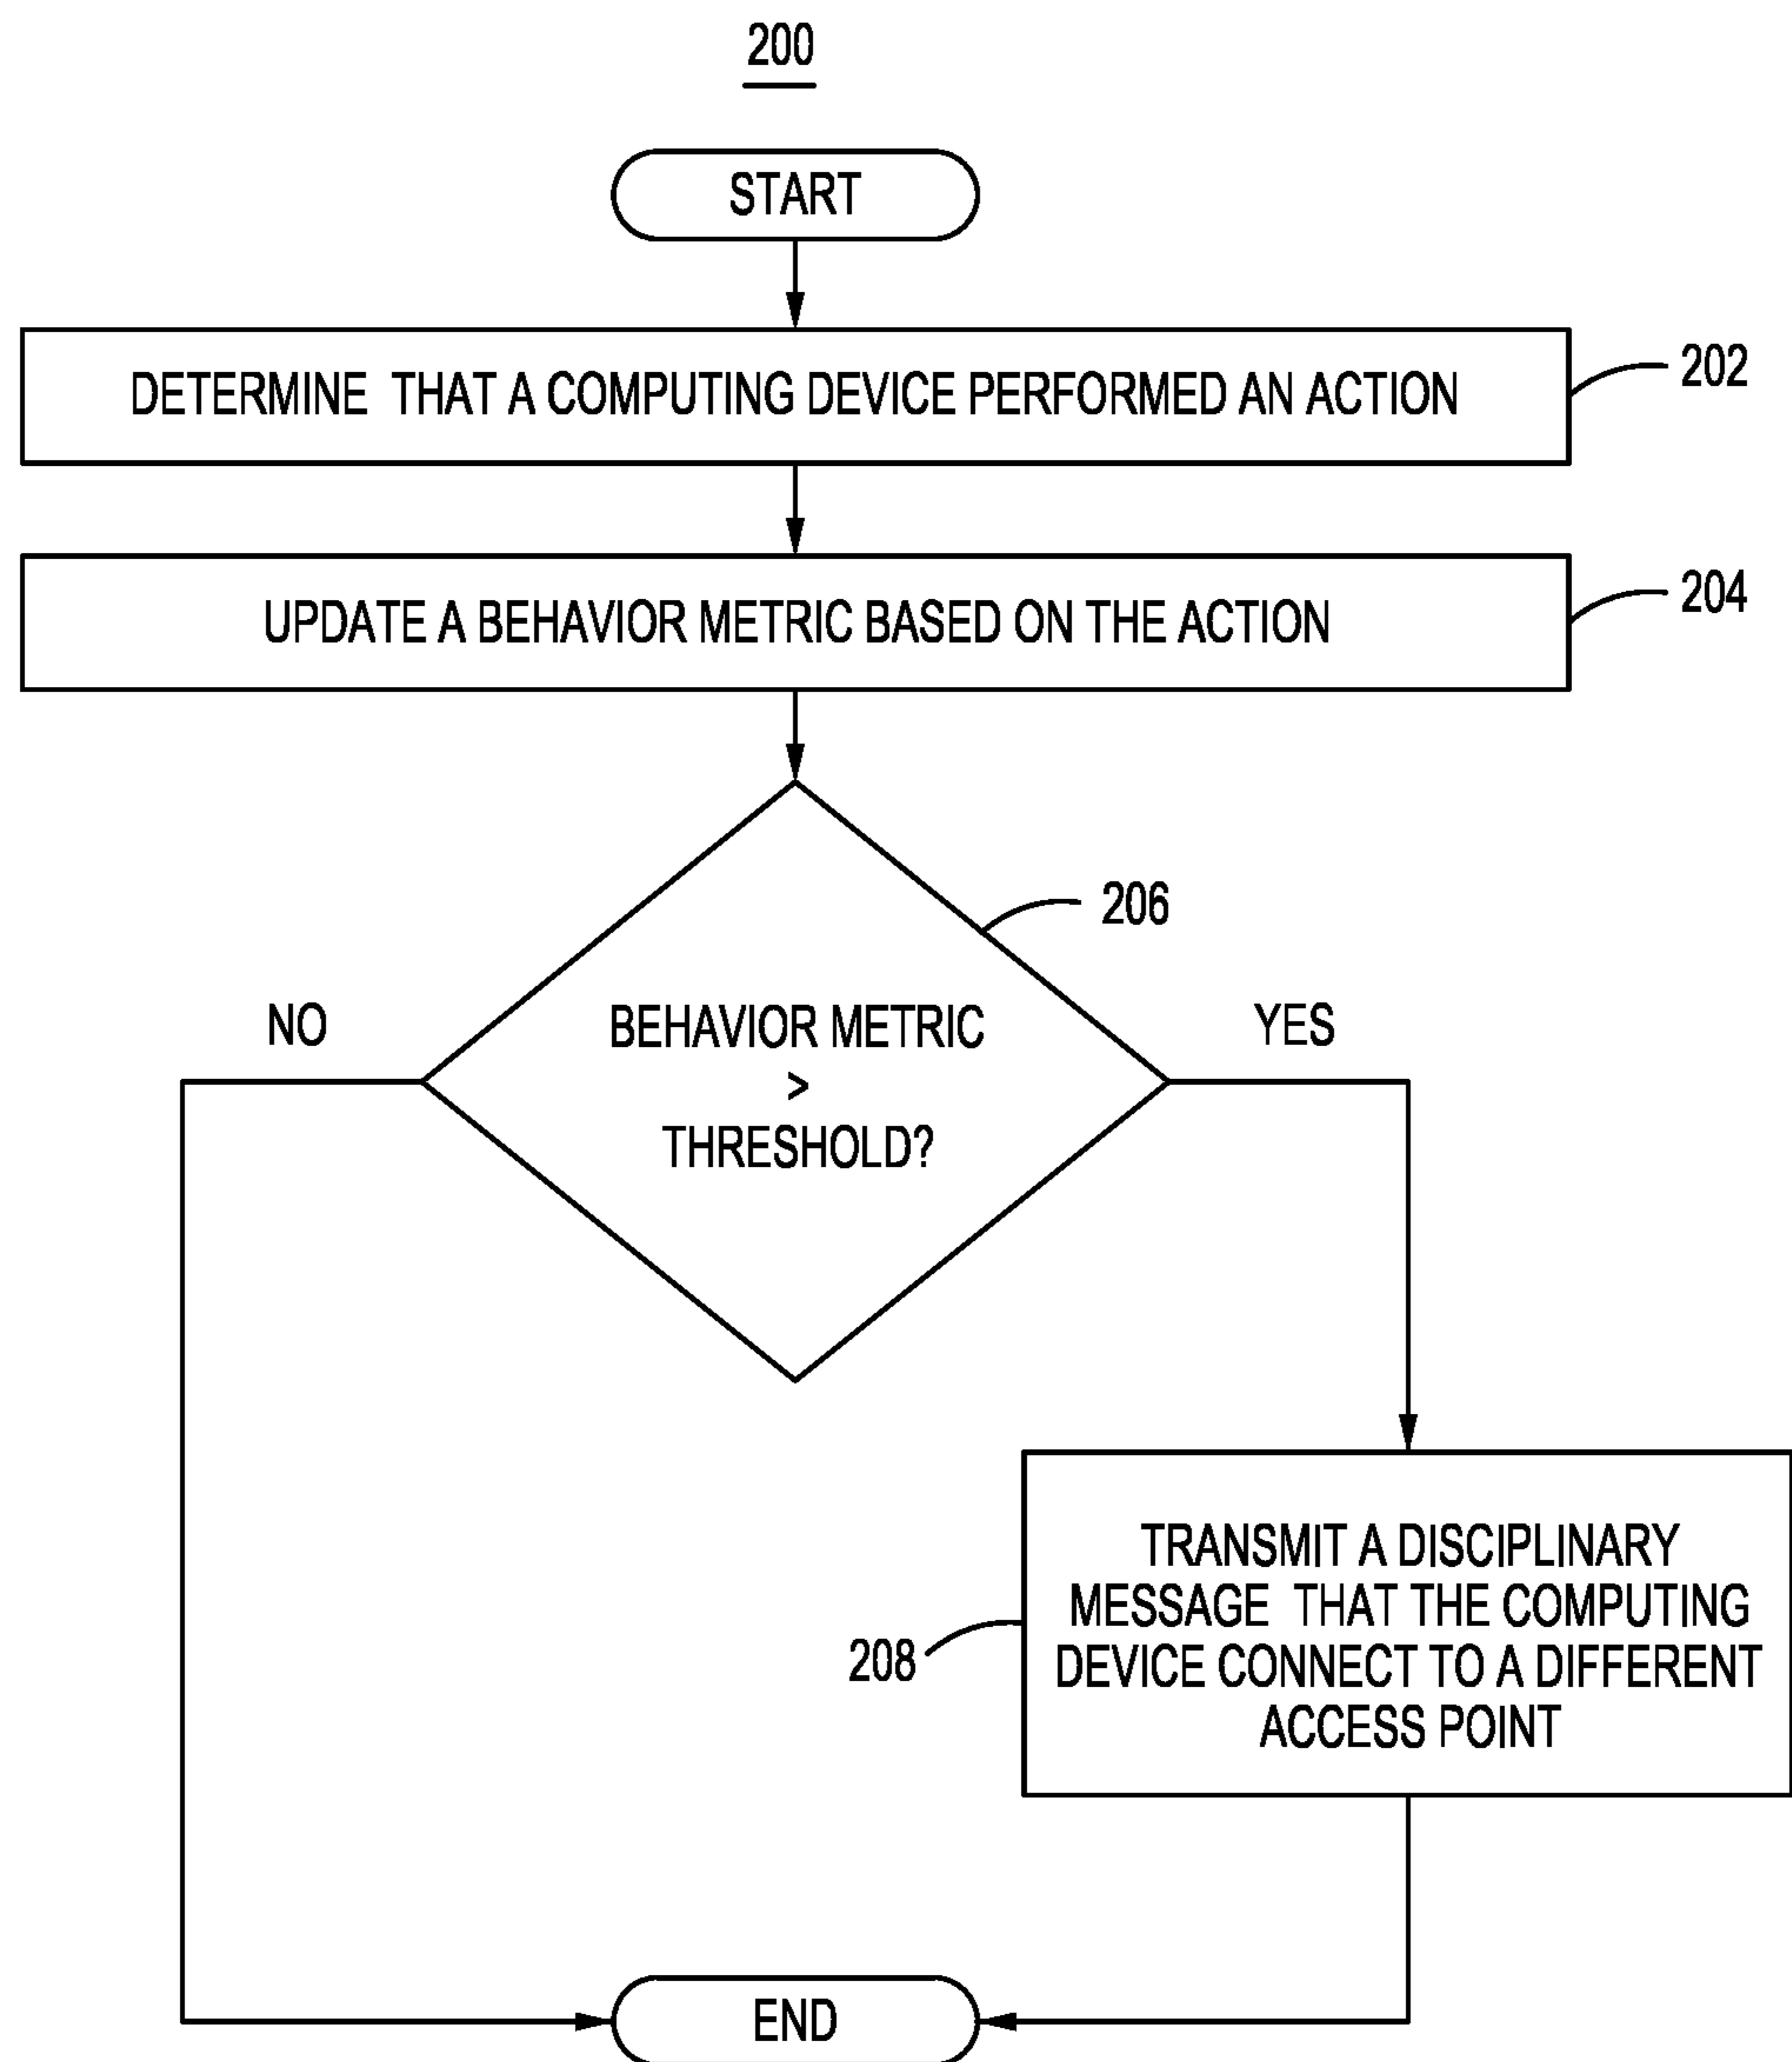 200
START
DETERMINE THAT A COMPUTING DEVICE PERFORMED AN ACTION
202
UPDATE A BEHAVIOR METRIC BASED ON THE ACTION
204
206
NO
BEHAVIOR METRIC
>
THRESHOLD?
YES
TRANSMIT A DISCIPLINARY
MESSAGE THAT THE COMPUTING
DEVICE CONNECT TO A DIFFERENT
ACCESS POINT
208
END